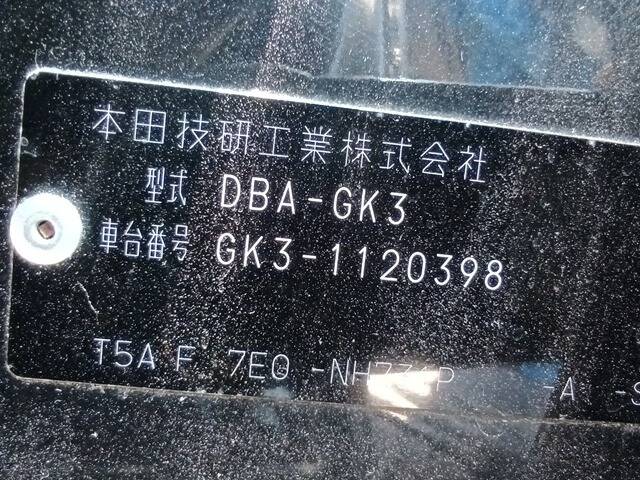 本田技研工業株式会社
型式 DBA-GK3
車台番号 GK3-1120398
T5A F 7E0 -A